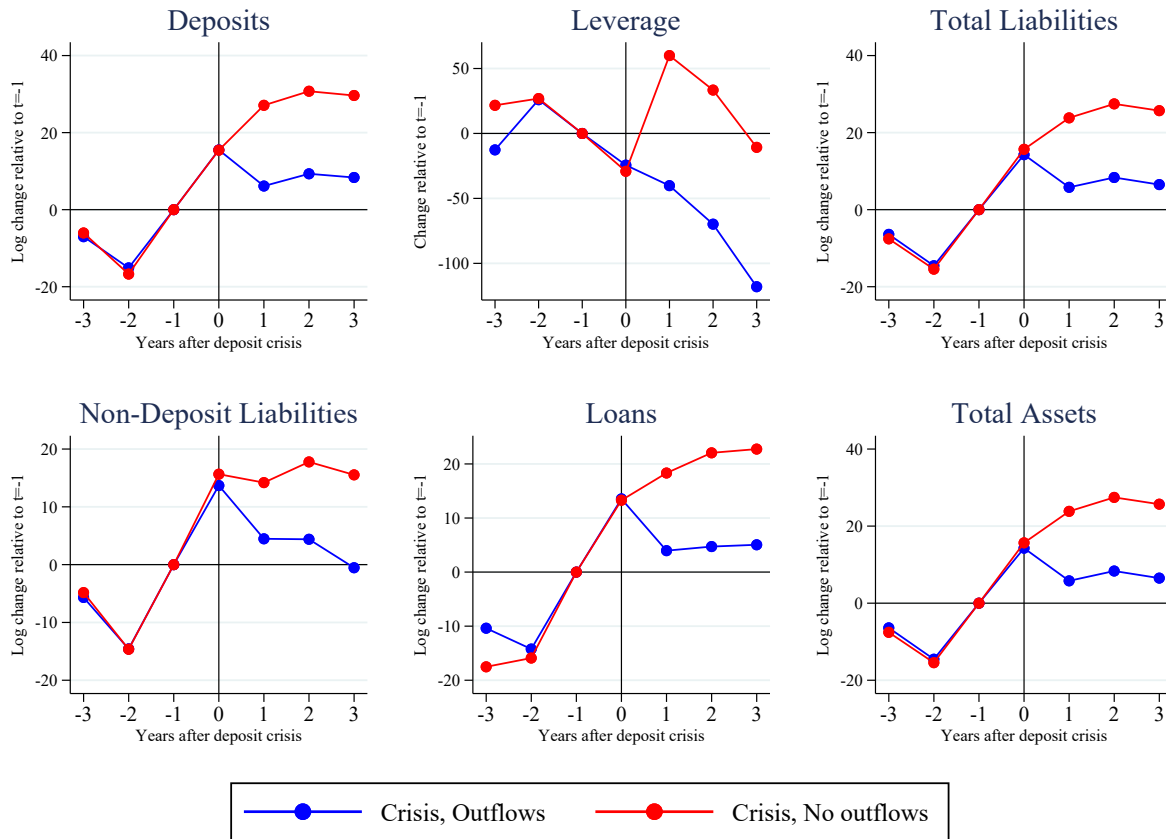 Deposits
Log change relative to t=-1
40
20
0
-20
-3 -2 -1 0 1 2 3
Years after deposit crisis
Leverage
Change relative to t=-1
50
0
-50
-100
-3 -2 -1 0 1 2 3
Years after deposit crisis
Total Liabilities
Log change relative to t=-1
40
20
0
-20
-3 -2 -1 0 1 2 3
Years after deposit crisis
Non-Deposit Liabilities
Log change relative to t=-1
20
10
0
-10
-20
-3 -2 -1 0 1 2 3
Years after deposit crisis
Loans
Log change relative to t=-1
20
10
0
-10
-20
-3 -2 -1 0 1 2 3
Years after deposit crisis
Total Assets
Log change relative to t=-1
40
20
0
-20
-3 -2 -1 0 1 2 3
Years after deposit crisis
Crisis, Outflows
Crisis, No outflows